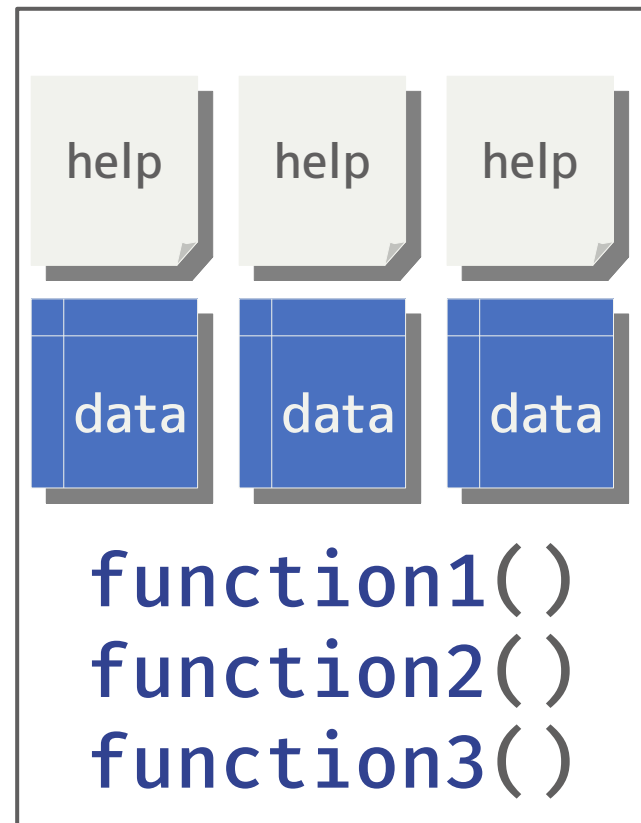 help help help
data data data
function1()
function2()
function3()